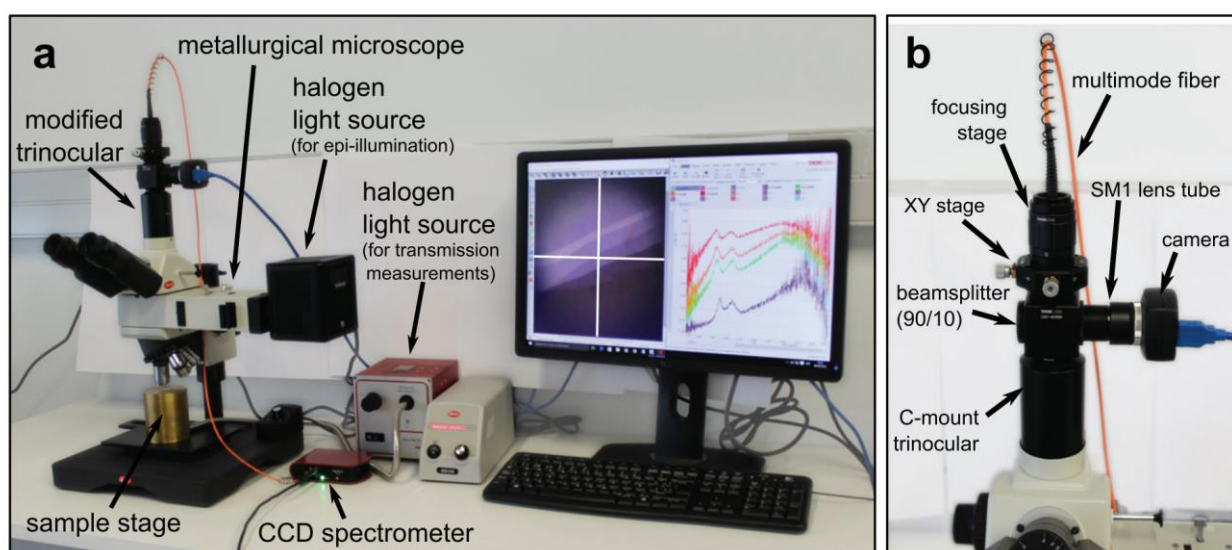 a
metallurgical microscope
halogen
light source
(for epi-illumination)
modified
trinocular
halogen
light source
(for transmission
measurements)
sample stage
CCD spectrometer
b
multimode fiber
focusing
stage
SM1 lens tube
XY stage
camera
beamsplitter
(90/10)
C-mount
trinocular